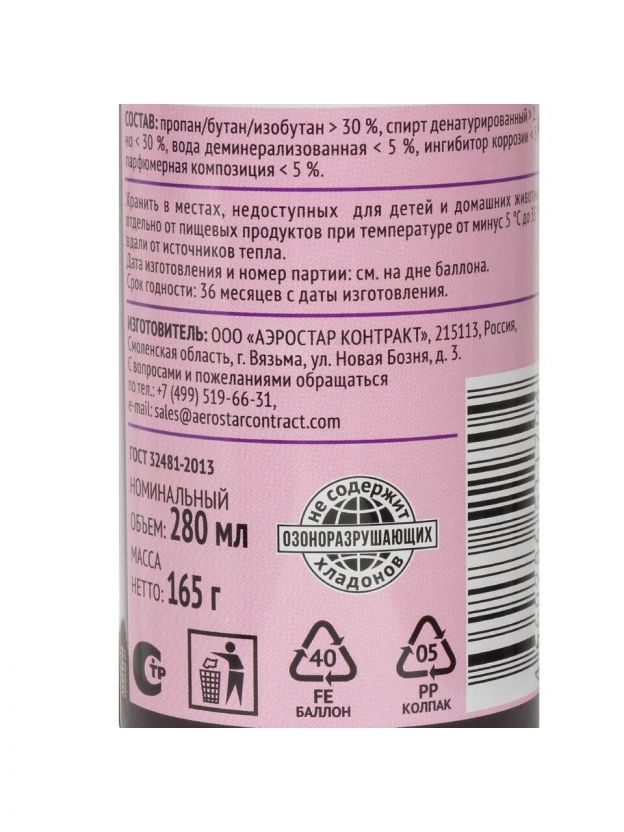 СОСТАВ: пропан/бутан/изобутан > 30 %, спирт денатурированный >
но < 30 %, вода деминерализованная < 5 %, ингибитор коррозии <
парфюмерная композиция < 5 %.
Хранить в местах, недоступных для детей и домашних
отдельно от пищевых продуктов при температуре от минус 5 °С до
вдали от источников тепла.
Дата изготовления и номер партии: см. на дне баллона.
Срок годности: 36 месяцев с даты изготовления.
ИЗГОТОВИТЕЛЬ: ООО «АЭРОСТАР КОНТРАКТ», 215113, Россия,
Смоленская область, г. Вязьма, ул. Новая Бозня, д. 3.
С вопросами и пожеланиями обращаться
по тел.: +7 (499) 519-66-31,
e-mail: sales@aerostarcontract.com
ГОСТ 32481-2013
НОМИНАЛЬНЫЙ
ОБЪЕМ: 280 мл
МАССА
НЕТТО: 165 г
не содержит
ОЗОНОРАЗРУШАЮЩИХ
хладонов
СТР
40
FE
БАЛЛОН
05
PP
КОЛПАК